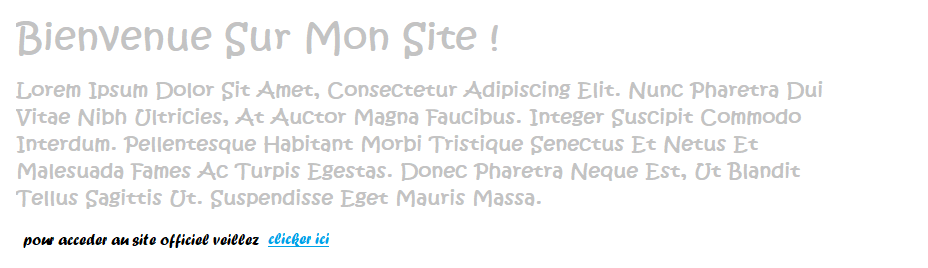 Bienvenue Sur Mon Site !
Lorem Ipsum Dolor Sit Amet, Consectetur Adipiscing Elit. Nunc Pharetra Dui
Vitae Nibh Ultricies, At Auctor Magna Faucibus. Integer Suscipit Commodo
Interdum. Pellentesque Habitant Morbi Tristique Senectus Et Netus Et
Malesuada Fames Ac Turpis Egestas. Donec Pharetra Neque Est, Ut Blandit
Tellus Sagittis Ut. Suspendisse Eget Mauris Massa.
pour acceder au site officiel veillez clicker ici